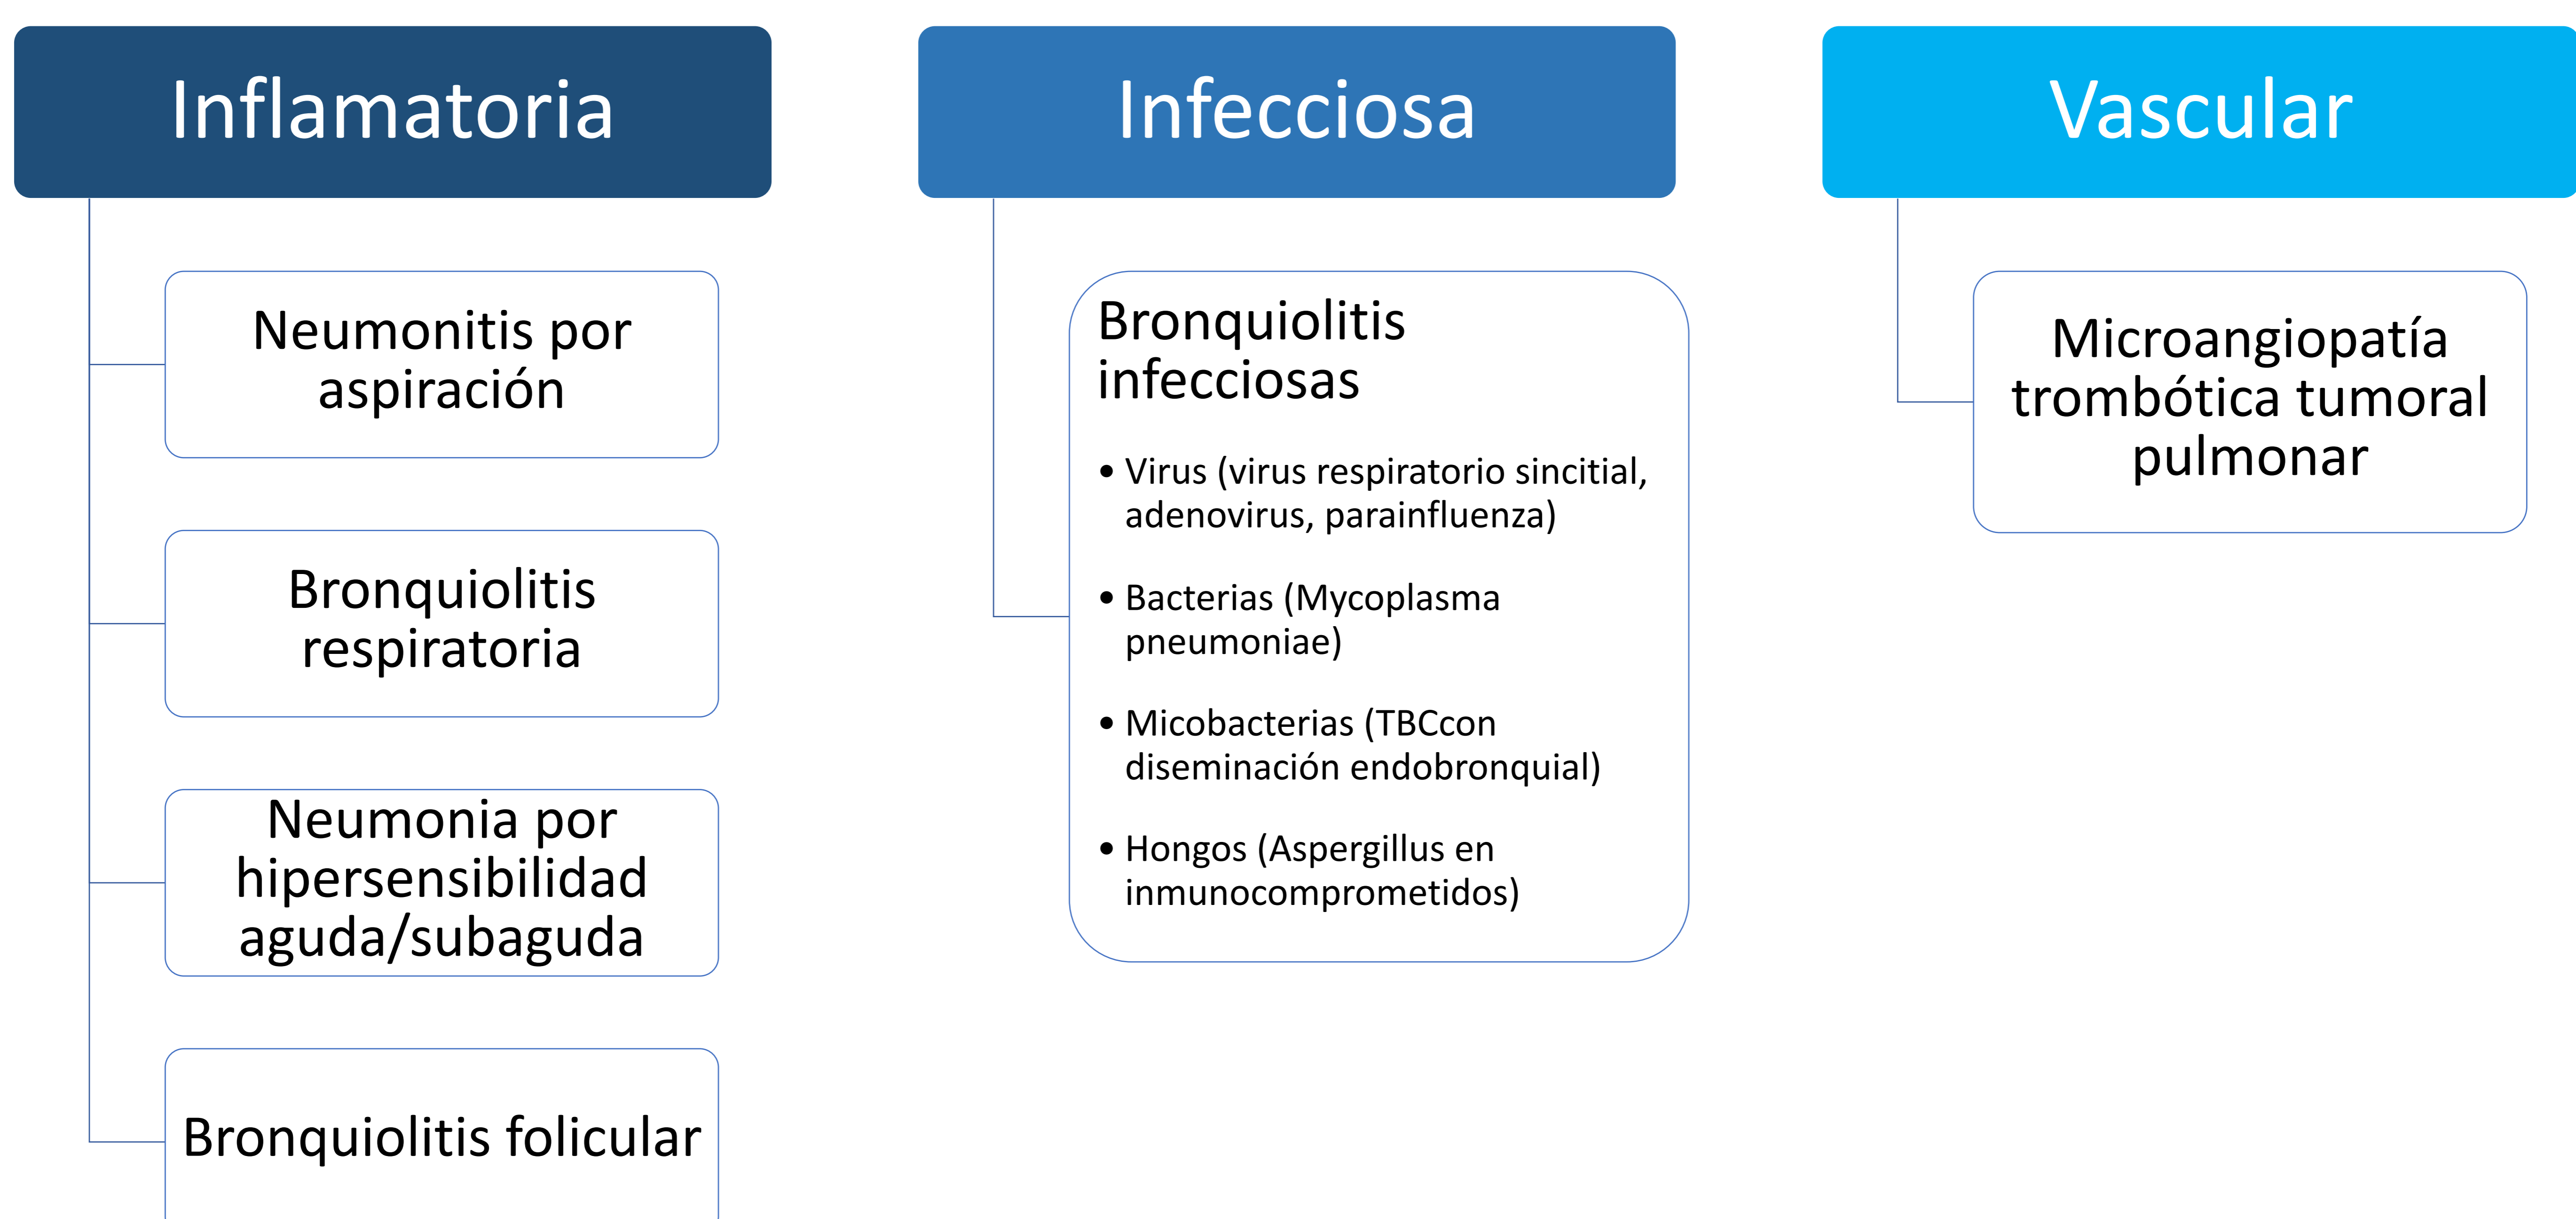 Inflamatoria
Neumonitis por
aspiración
Bronquiolitis
respiratoria
Neumonia por
hipersensibilidad
aguda/subaguda
Bronquiolitis folicular
Infecciosa
Bronquiolitis
infecciosas
• Virus (virus respiratorio sincitial,
adenovirus, parainfluenza)
• Bacterias (Mycoplasma
pneumoniae)
• Micobacterias (TBCcon
diseminación endobronquial)
• Hongos (Aspergillus en
inmunocomprometidos)
Vascular
Microangiopatía
trombótica tumoral
pulmonar